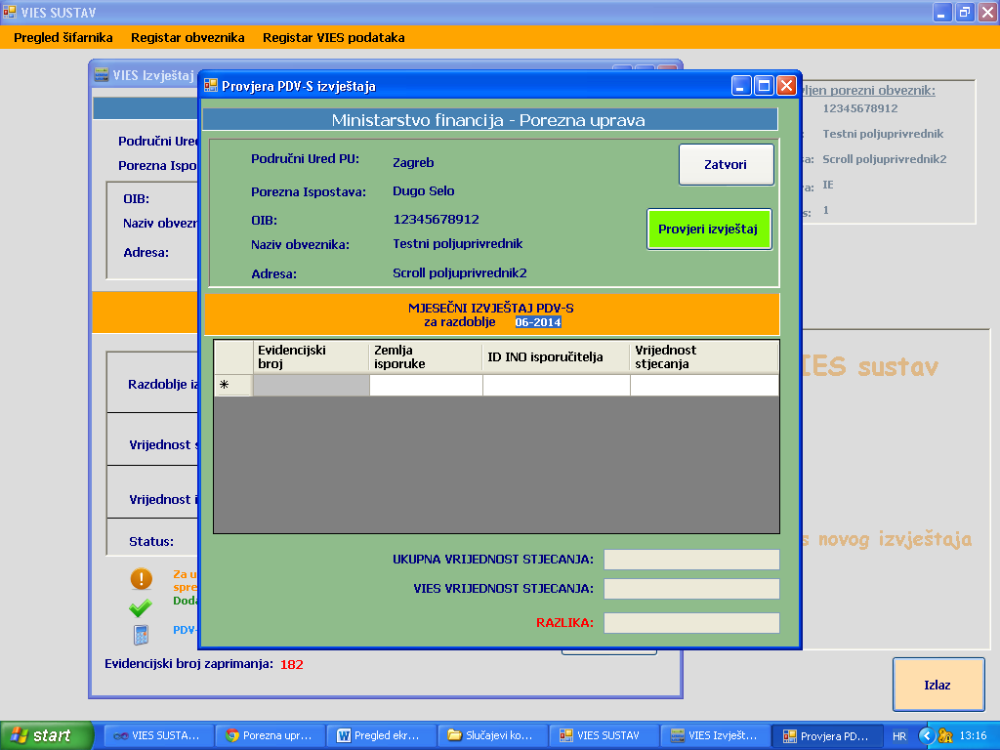 VIES SUSTAV
Pregled šifarnika Registar obveznika Registar VIES podataka
VIES Izvještaj
Provjera PDV-S izvještaja
Ministarstvo financija - Porezna uprava
Područni Ured PU: Zagreb
Porezna Ispostava: Dugo Selo
OIB: 12345678912
Naziv obveznika: Testni poljuprivrednik
Adresa: Scroll poljuprivrednik2
Zatvori
Provjeri izvještaj
MJESEČNI IZVJEŠTAJ PDV-S
za razdoblje 06-2014
Evidencijski broj
Zemlja isporuke
ID INO isporučitelja
Vrijednost stjecanja
*
UKUPNA VRIJEDNOST STJECANJA:
VIES VRIJEDNOST STJECANJA:
RAZLIKA:
Područni Ured
Porezna Ispo
OIB:
Naziv obvezn
Adresa:
Razdoblje iz
Vrijednost s
Vrijednost i
Status:
Za u
spre
Doda
PDV-
Evidencijski broj zaprimanja: 182
vljen porezni obveznik:
12345678912
Testni poljuprivrednik
sa: Scroll poljuprivrednik2
va: IE
s: 1
IES sustav
s novog izvještaja
Izlaz
start
VIES SUSTA...
Porezna upr...
Pregled ekr...
Slučajevi ko...
VIES SUSTAV
VIES Izvješt...
Provjera PD...
HR
13:16